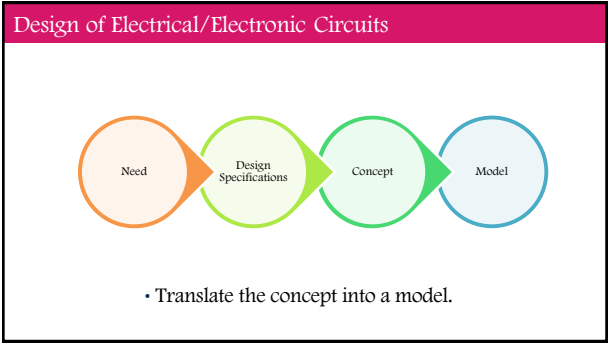 Design of Electrical/Electronic Circuits
Need
Design
Specifications
Concept
Model
• Translate the concept into a model.